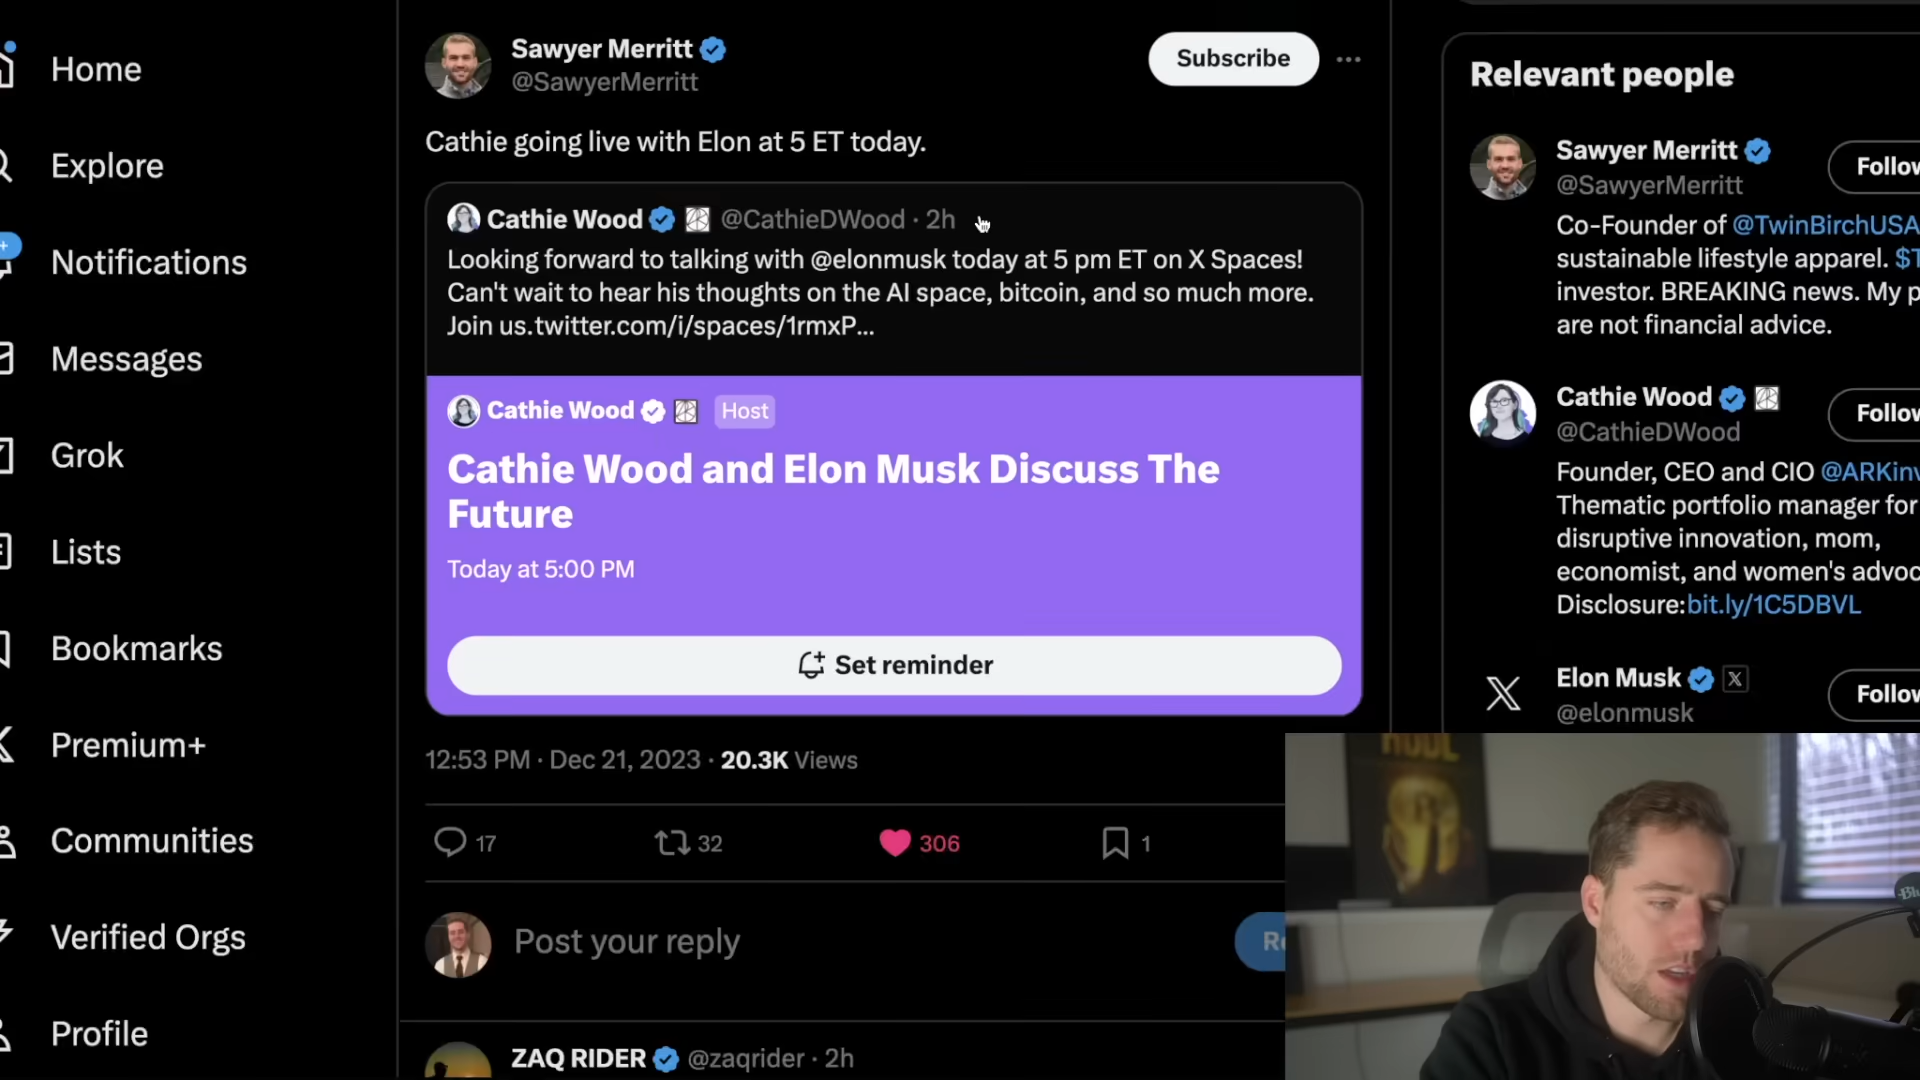 Home
Explore
Notifications
Messages
Grok
Lists
Bookmarks
Premium+
Communities
Verified Orgs
Profile
Sawyer Merritt
@SawyerMerritt
Subscribe
Cathie going live with Elon at 5 ET today.
Cathie Wood @CathieDWood · 2h
Looking forward to talking with @elonmusk today at 5 pm ET on X Spaces!
Can't wait to hear his thoughts on the AI space, bitcoin, and so much more.
Join us.twitter.com/i/spaces/1rmxP...
Cathie Wood Host
Cathie Wood and Elon Musk Discuss The
Future
Today at 5:00 PM
Set reminder
12:53 PM · Dec 21, 2023 · 20.3K Views
17 32 306 1
Post your reply
Re
ZAQ RIDER @zaqrider · 2h
Relevant people
Sawyer Merritt
@SawyerMerritt
Follow
Co-Founder of @TwinBirchUSA
sustainable lifestyle apparel. $T
investor. BREAKING news. My p
are not financial advice.
Cathie Wood
@CathieDWood
Follow
Founder, CEO and CIO @ARKinv
Thematic portfolio manager for
disruptive innovation, mom,
economist, and women's advoc
Disclosure:bit.ly/1C5DBVL
Elon Musk
@elonmusk
Follow
HODL
Blu